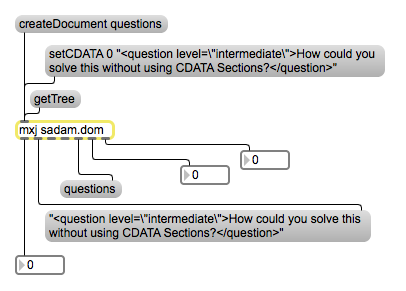 createDocument questions
setCDATA 0 "<question level=\"intermediate\">How could you
solve this without using CDATA Sections?</question>"
getTree
mxj sadam.dom
0
0
questions
"<question level=\"intermediate\">How could you solve this
without using CDATA Sections?</question>"
0